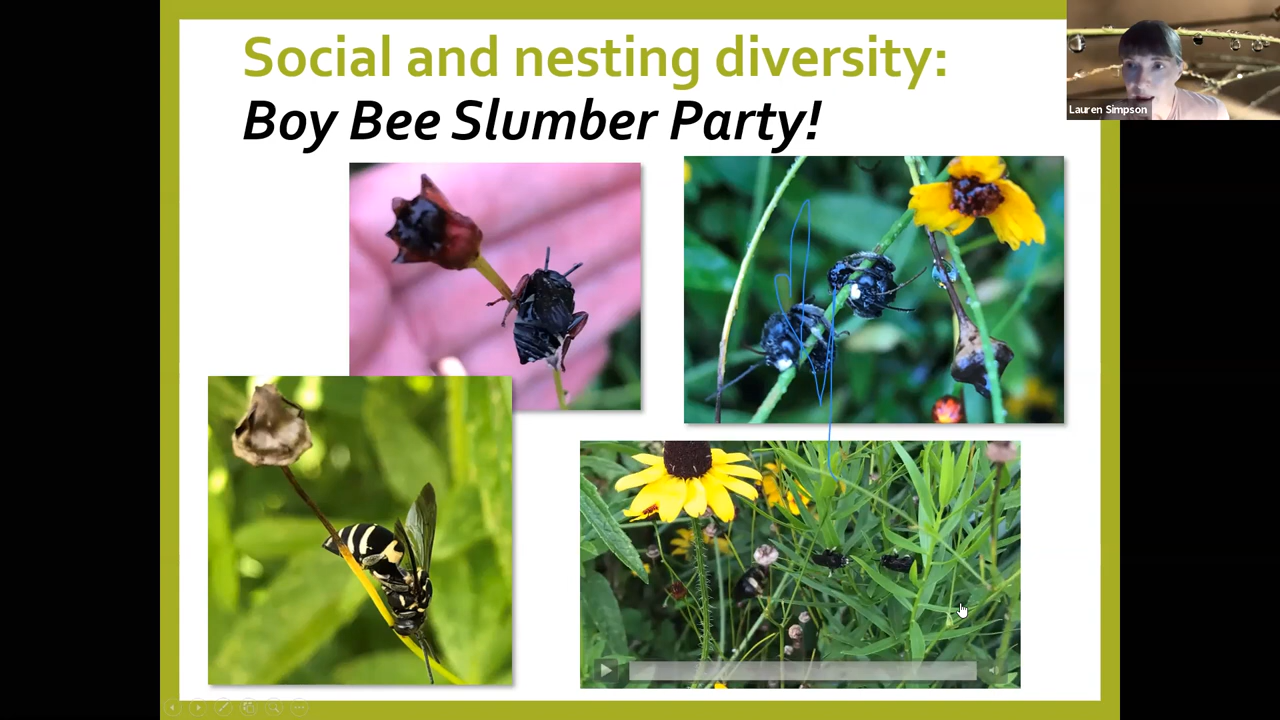 Social and nesting diversity:
Boy Bee Slumber Party!
Lauren Simpson